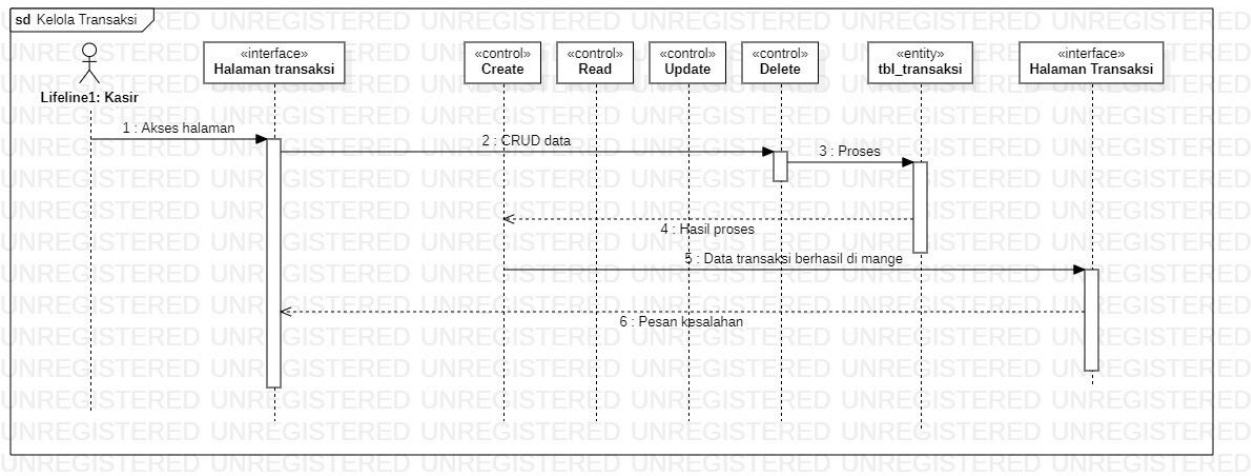 sd Kelola Transaksi
«interface»
Halaman transaksi
«control»
Create
«control»
Read
«control»
Update
«control»
Delete
«entity»
tbl_transaksi
«interface»
Halaman Transaksi
Lifeline1: Kasir
1 : Akses halaman
2 : CRUD data
3 : Proses
4 : Hasil proses
5 : Data transaksi berhasil di mange
6 : Pesan kesalahan
UNREGISTERED